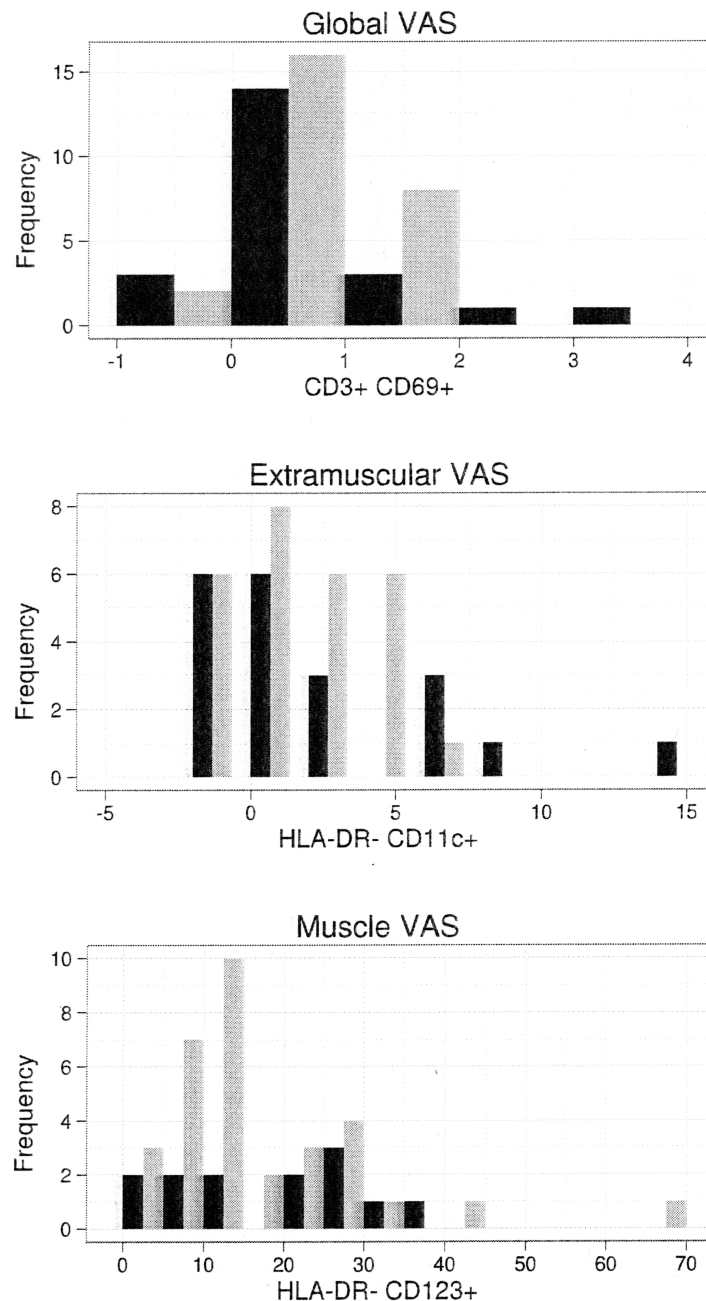 Global VAS
15
10
5
0
Frequency
-1 0 1 2 3 4
CD3+ CD69+
Extramuscular VAS
8
6
4
2
0
Frequency
-5 0 5 10 15
HLA-DR- CD11c+
Muscle VAS
10
8
6
4
2
0
Frequency
0 10 20 30 40 50 60 70
HLA-DR- CD123+